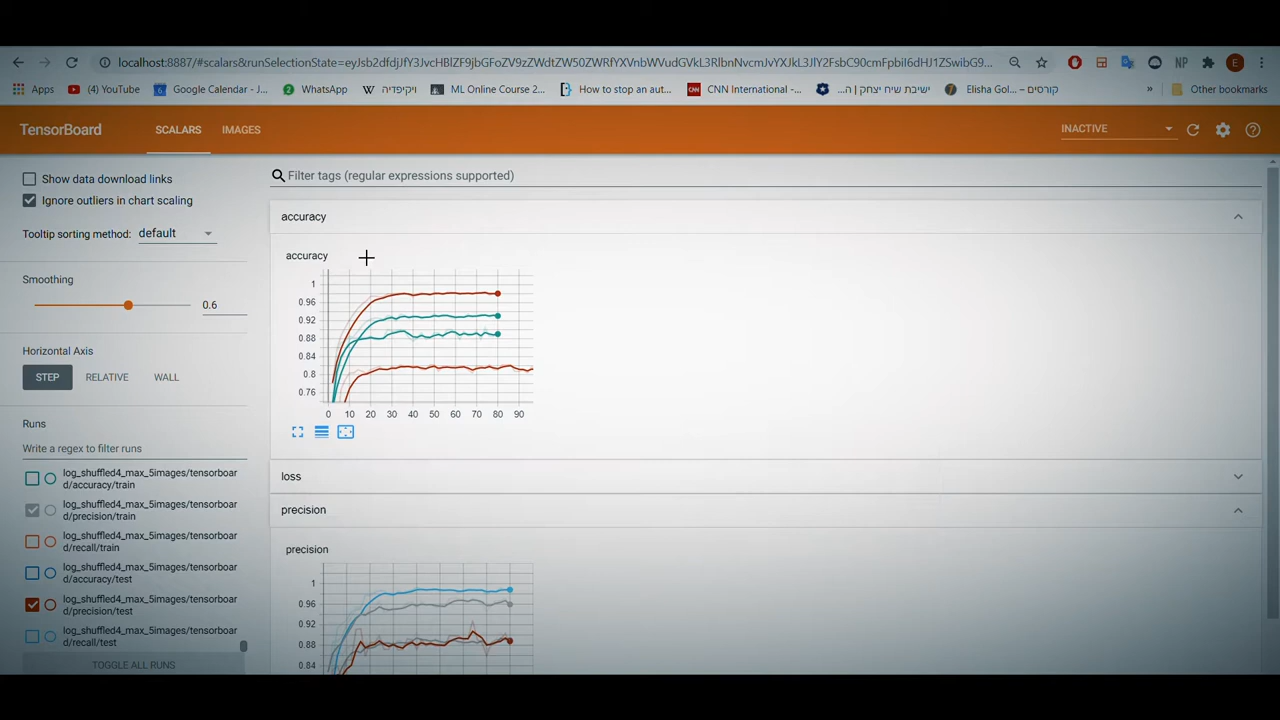 localhost:8887/#scalars&runSelectionState=eyJsb2dfdjJfY3JvcHBlZF9jbGFoZV9zZWdtZW50ZWRfYXVnbWVudGVkL3RlbnNvcmJvYXJkL3JlY2FsbC90cmFpbiI6dHJ1ZSwibG9...
Apps
(4) YouTube
Google Calendar - J...
WhatsApp
ויקיפדיה
ML Online Course 2...
How to stop an aut...
CNN International -...
ישיבת שיח יצחק | ה...
קורסים – Elisha Gol...
»
Other bookmarks
TensorBoard
SCALARS
IMAGES
INACTIVE
Show data download links
Ignore outliers in chart scaling
Tooltip sorting method: default
Smoothing
0.6
Horizontal Axis
STEP
RELATIVE
WALL
Runs
Write a regex to filter runs
log_shuffled4_max_5images/tensorboar
d/accuracy/train
log_shuffled4_max_5images/tensorboar
d/precision/train
log_shuffled4_max_5images/tensorboar
d/recall/train
log_shuffled4_max_5images/tensorboar
d/accuracy/test
log_shuffled4_max_5images/tensorboar
d/precision/test
log_shuffled4_max_5images/tensorboar
d/recall/test
TOGGLE ALL RUNS
Filter tags (regular expressions supported)
accuracy
accuracy
1
0.96
0.92
0.88
0.84
0.8
0.76
0 10 20 30 40 50 60 70 80 90
loss
precision
precision
1
0.96
0.92
0.88
0.84
NP
E